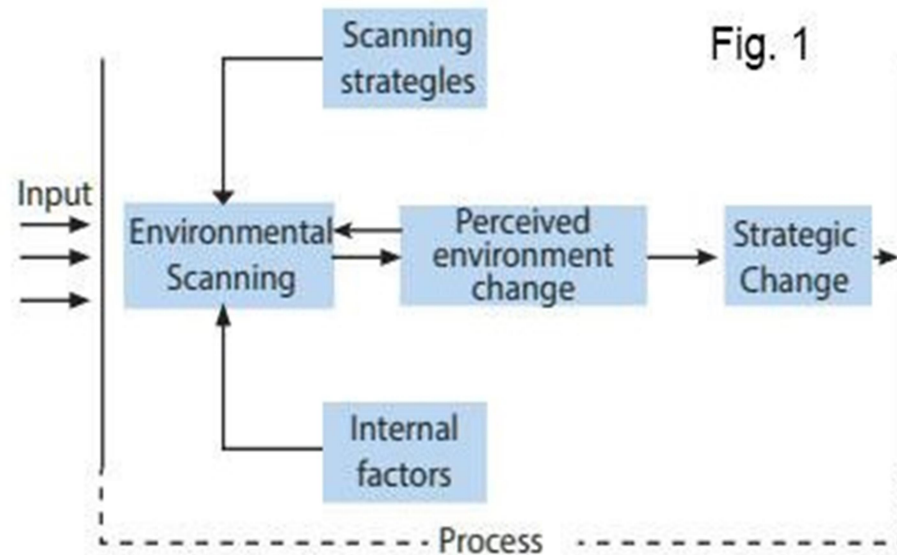 Scanning
strategles
Fig. 1
Input
Environmental
Scanning
Perceived
environment
change
Strategic
Change
Internal
factors
Process